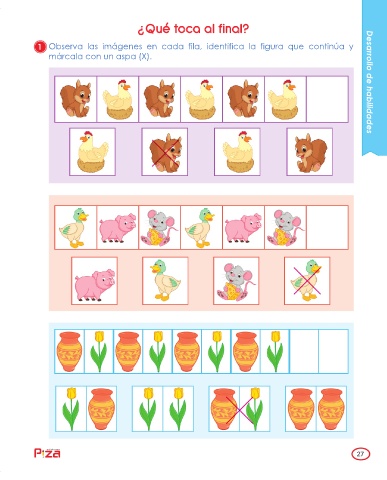 ¿Qué toca al final?
1 Observa las imágenes en cada fila, identifica la figura que continúa y
márcala con un aspa (X).
Desarrollo de habilidades
Pizá
27